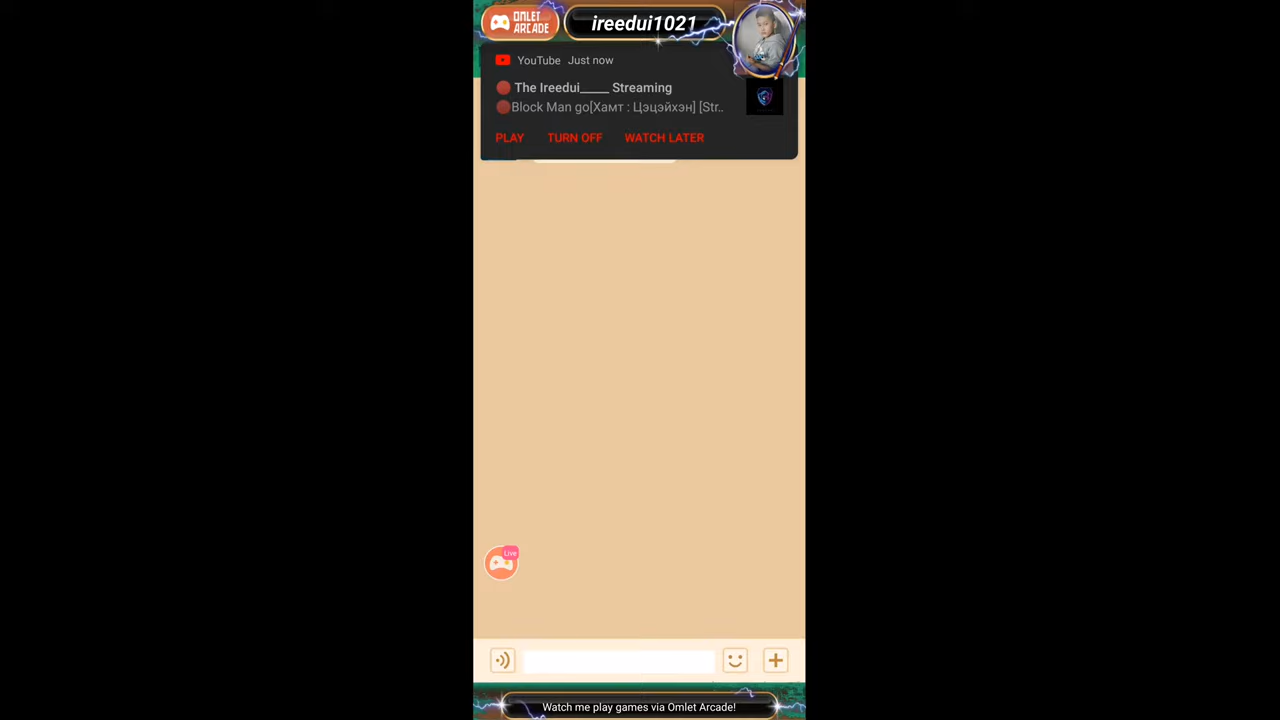 OMLET
ARCADE
ireedui1021
YouTube Just now
The Ireedui_____ Streaming
Block Man go[Хамт : Цэцэйхэн] [Str..
PLAY TURN OFF WATCH LATER
Live
Watch me play games via Omlet Arcade!